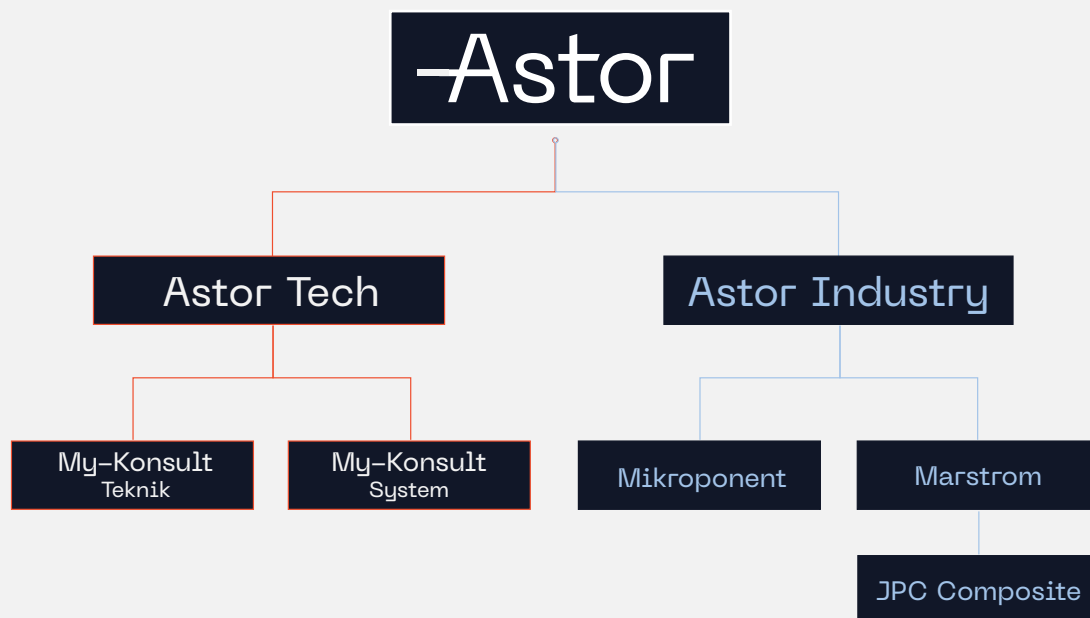 Astor
Astor Tech
Astor Industry
My-Konsult
Teknik
My-Konsult
System
Mikroponent
Marstrom
JPC Composite